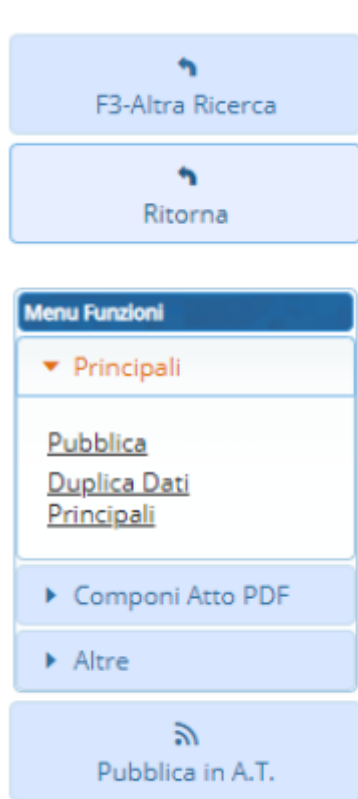 F3-Altra Ricerca
Ritorna
Menu Funzioni
Principali
Pubblica
Duplica Dati
Principali
Componi Atto PDF
Altre
Pubblica in A.T.